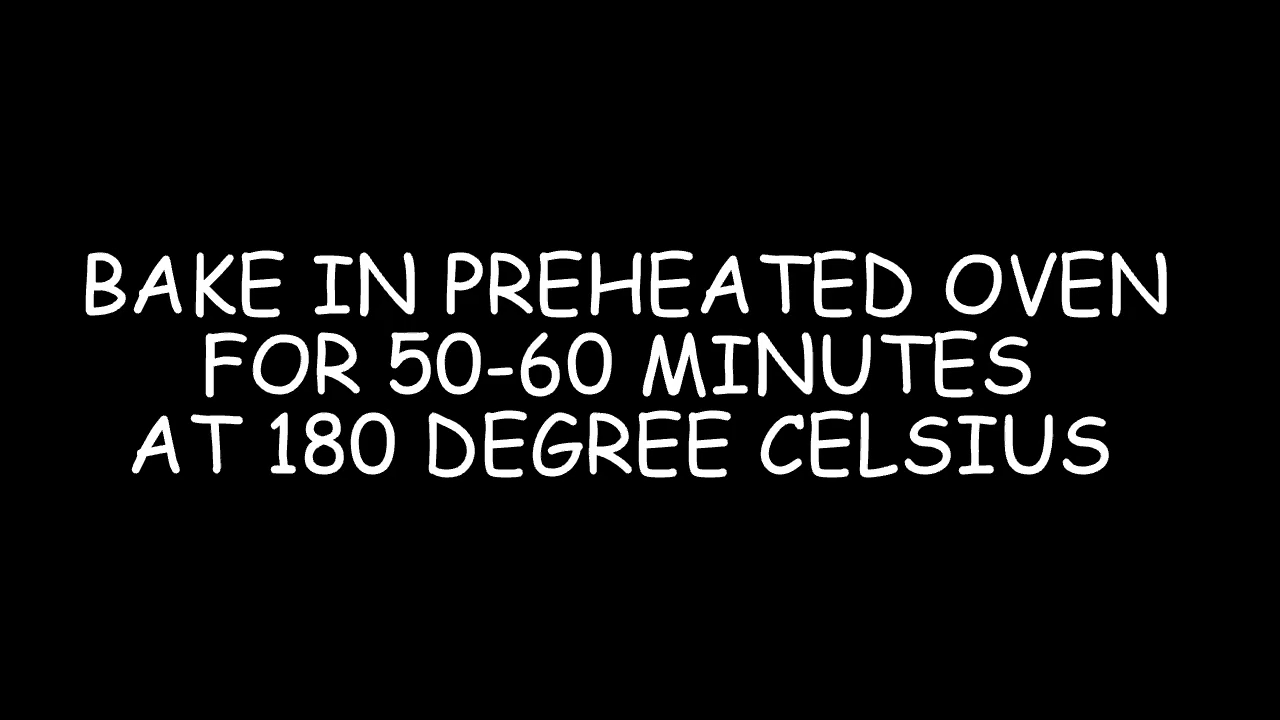 BAKE IN PREHEATED OVEN
FOR 50-60 MINUTES
AT 180 DEGREE CELSIUS